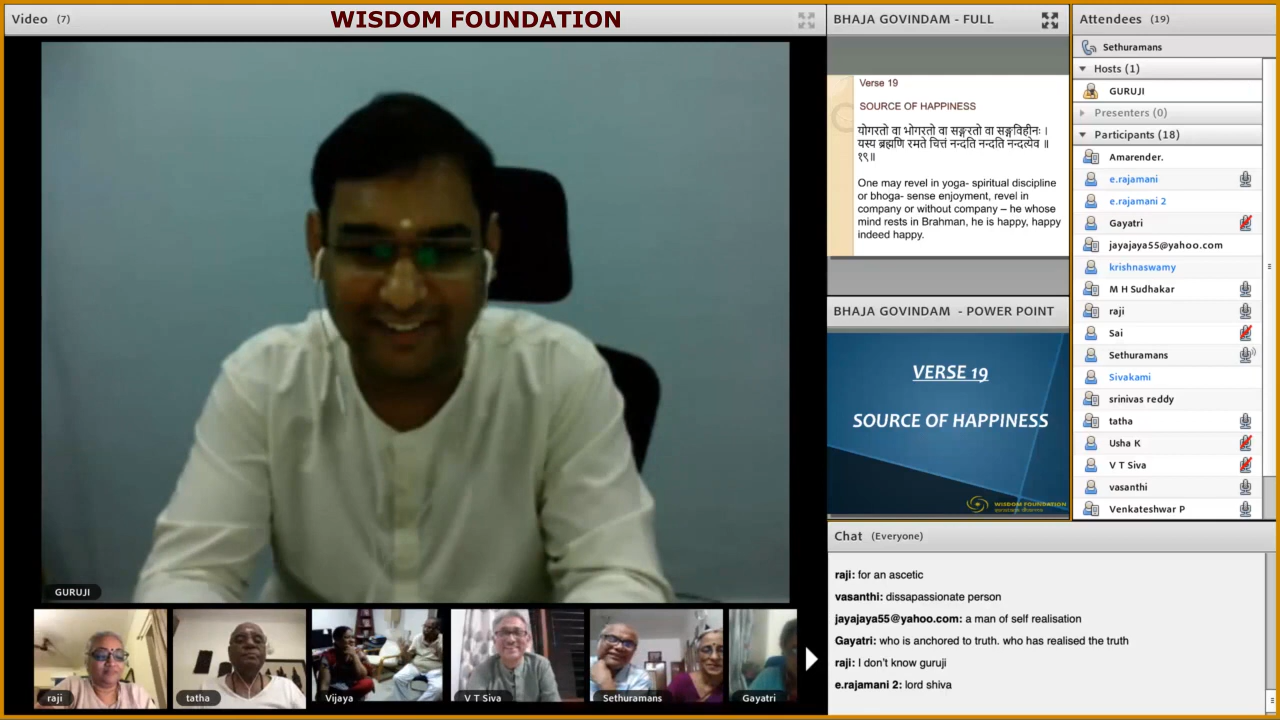 Video (7)
WISDOM FOUNDATION
GURUJI
raji
tatha
Vijaya
V T Siva
Sethuramans
Gayatri
BHAJA GOVINDAM - FULL
Verse 19
SOURCE OF HAPPINESS
योगरतो वा भोगरतो वा सङ्गरतो वा सङ्गविहीनः ।
यस्य ब्रह्मणि रमते चित्तं नन्दति नन्दति नन्दत्येव ॥
१९॥
One may revel in yoga- spiritual discipline
or bhoga- sense enjoyment, revel in
company or without company – he whose
mind rests in Brahman, he is happy, happy
indeed happy.
BHAJA GOVINDAM - POWER POINT
VERSE 19
SOURCE OF HAPPINESS
WISDOM FOUNDATION
Attendees (19)
Sethuramans
Hosts (1)
GURUJI
Presenters (0)
Participants (18)
Amarender.
e.rajamani
e.rajamani 2
Gayatri
jayajaya55@yahoo.com
krishnaswamy
M H Sudhakar
raji
Sai
Sethuramans
Sivakami
srinivas reddy
tatha
Usha K
V T Siva
vasanthi
Venkateshwar P
Chat (Everyone)
raji: for an ascetic
vasanthi: dissapassionate person
jayajaya55@yahoo.com: a man of self realisation
Gayatri: who is anchored to truth. who has realised the truth
raji: I don't know guruji
e.rajamani 2: lord shiva